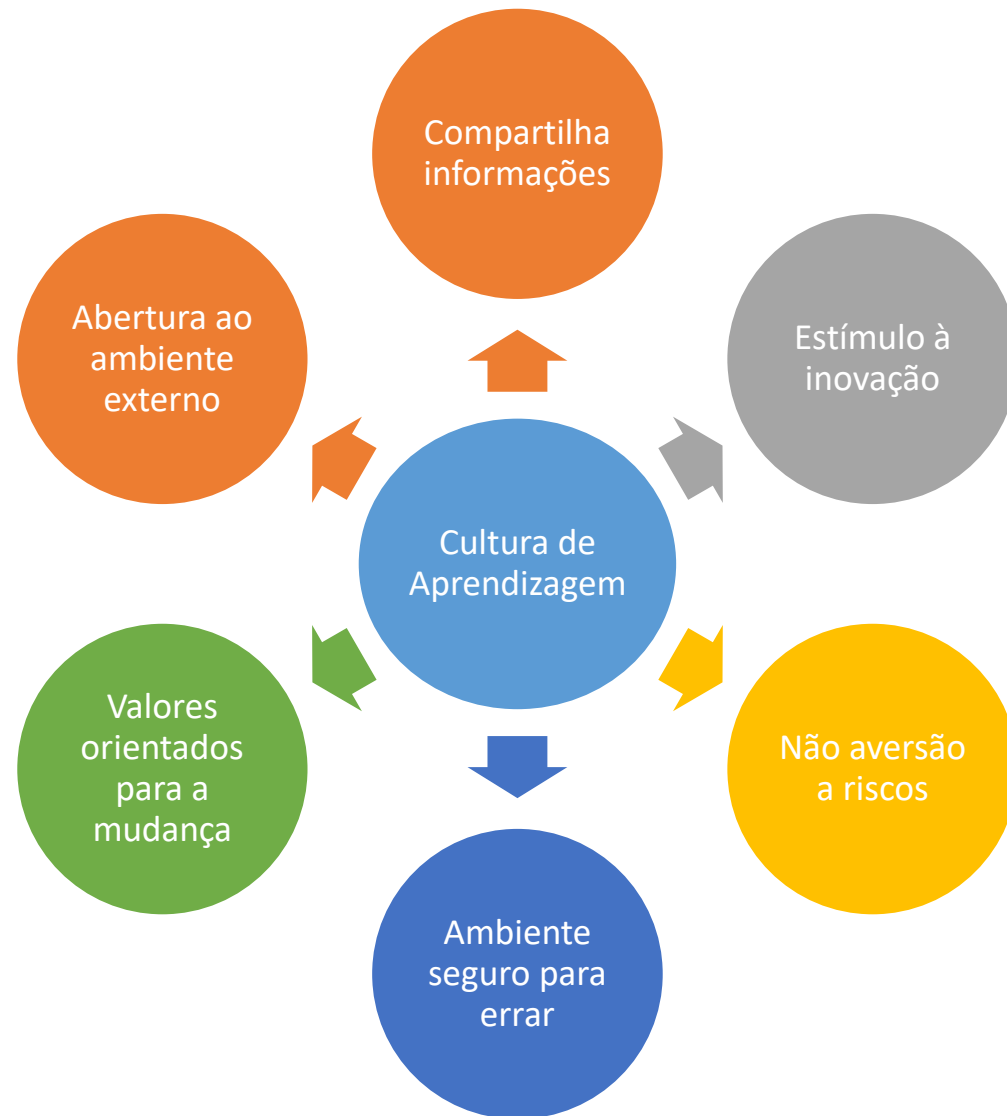 Compartilha
informações
Estímulo à
inovação
Não aversão
a riscos
Ambiente
seguro para
errar
Valores
orientados
para a
mudança
Abertura ao
ambiente
externo
Cultura de
Aprendizagem